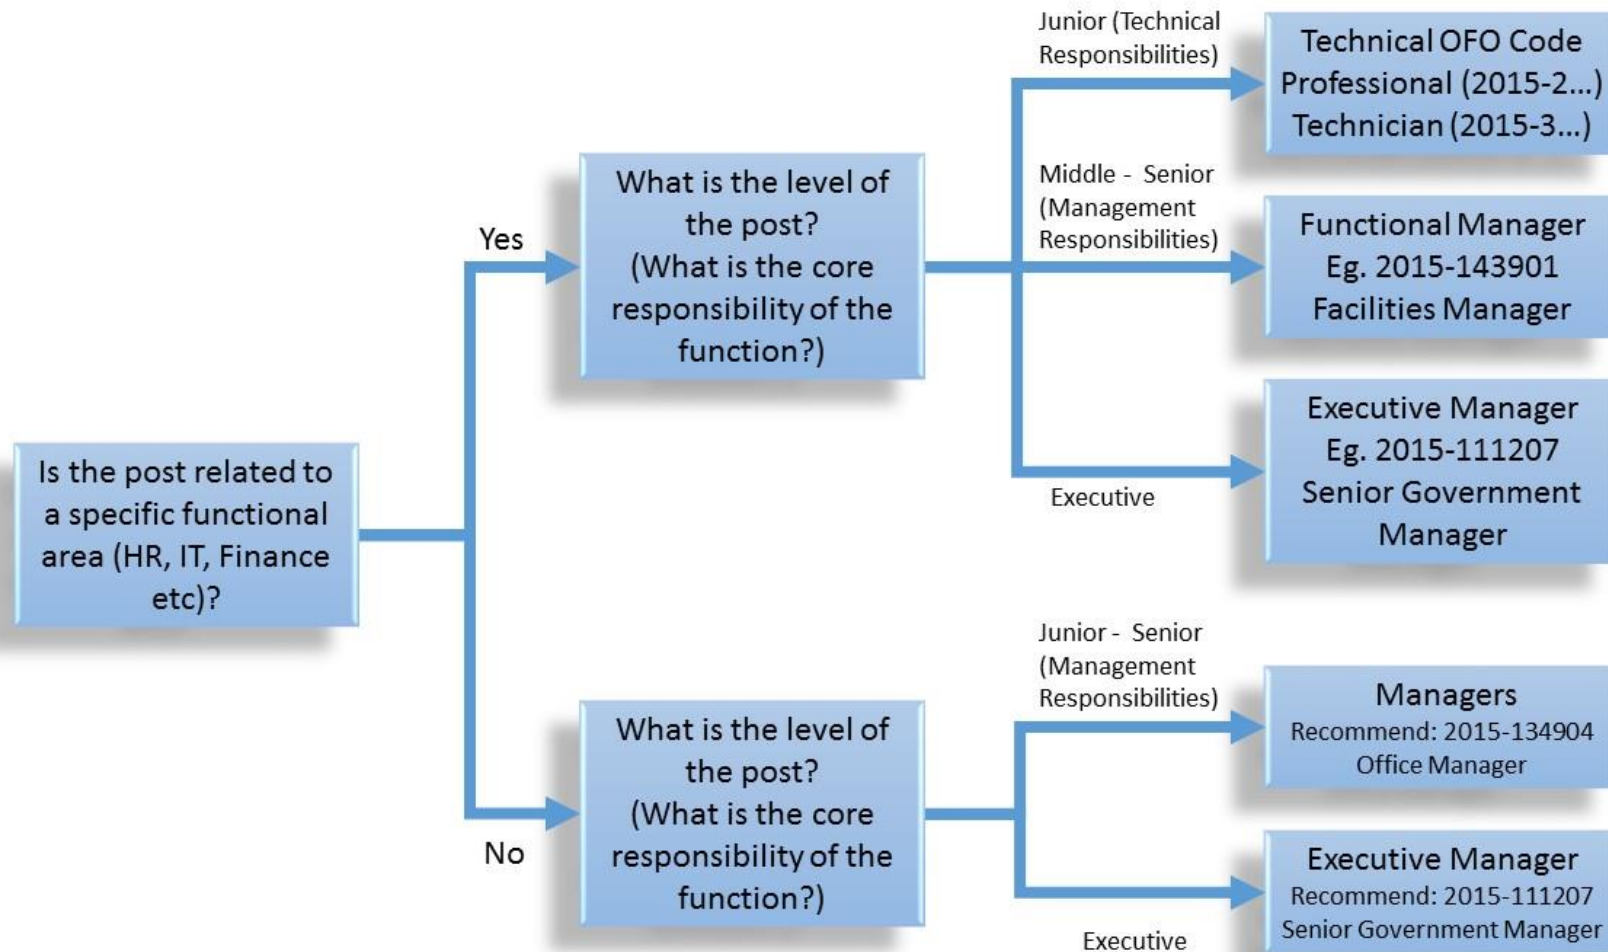 Is the post related to
a specific functional
area (HR, IT, Finance
etc)?
Yes
What is the level of
the post?
(What is the core
responsibility of the
function?)
Junior (Technical
Responsibilities)
Technical OFO Code
Professional (2015-2...)
Technician (2015-3...)
Middle - Senior
(Management
Responsibilities)
Functional Manager
Eg. 2015-143901
Facilities Manager
Executive
Executive Manager
Eg. 2015-111207
Senior Government
Manager
No
What is the level of
the post?
(What is the core
responsibility of the
function?)
Junior - Senior
(Management
Responsibilities)
Managers
Recommend: 2015-134904
Office Manager
Executive
Executive Manager
Recommend: 2015-111207
Senior Government Manager